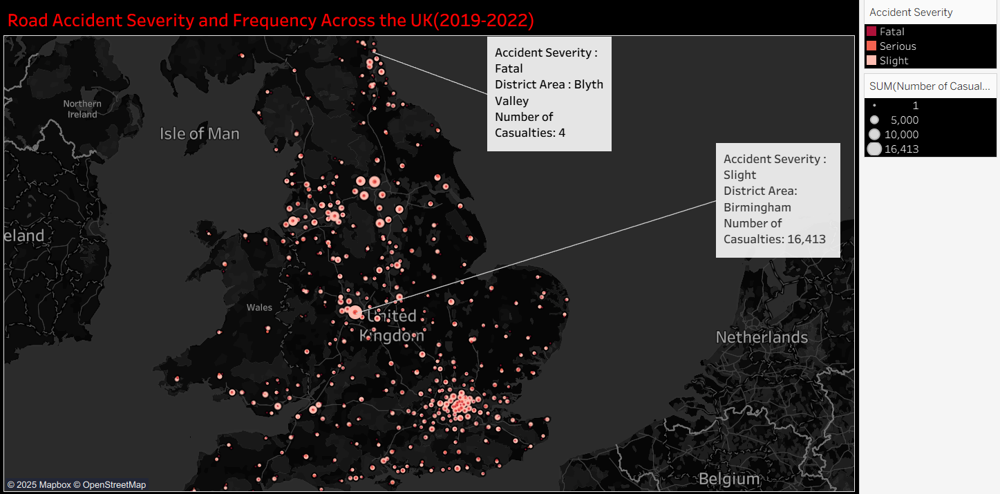 Road Accident Severity and Frequency Across the UK(2019-2022)
Accident Severity :
Fatal
District Area : Blyth
Valley
Number of
Casualties: 4
Accident Severity :
Slight
District Area:
Birmingham
Number of
Casualties: 16,413
Northern
Ireland
Isle of Man
eland
Wales
United
Kingdom
Netherlands
Belgium
© 2025 Mapbox © OpenStreetMap
Accident Severity
Fatal
Serious
Slight
SUM(Number of Casual...
1
5,000
10,000
16,413